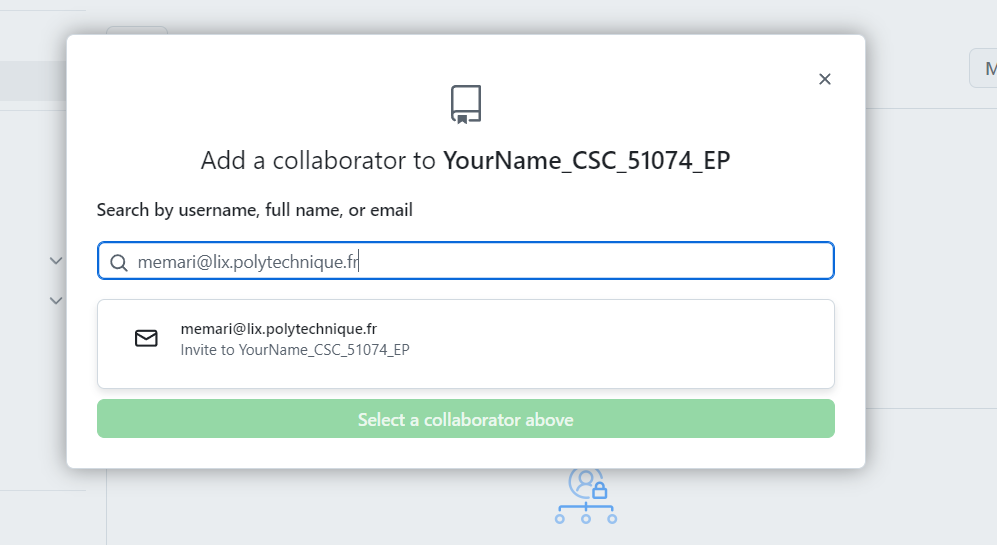 Add a collaborator to YourName_CSC_51074_EP
Search by username, full name, or email
memari@lix.polytechnique.fr
memari@lix.polytechnique.fr
Invite to YourName_CSC_51074_EP
Select a collaborator above